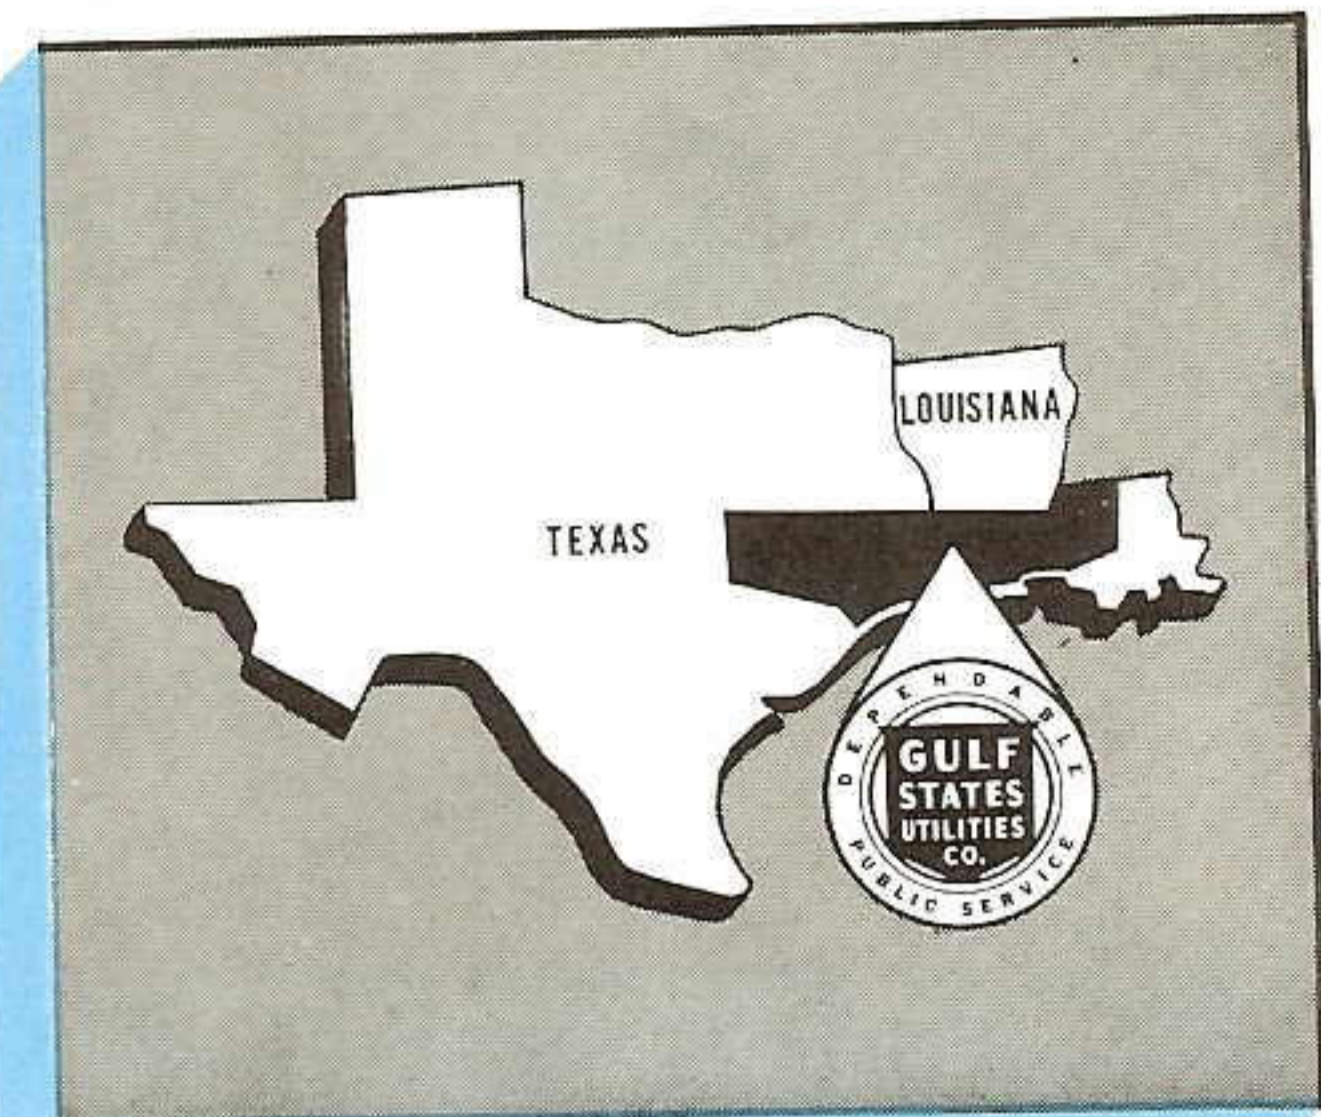 LOUISIANA
TEXAS
DEPENDABLE
GULF
STATES
UTILITIES
CO.
PUBLIC SERVICE